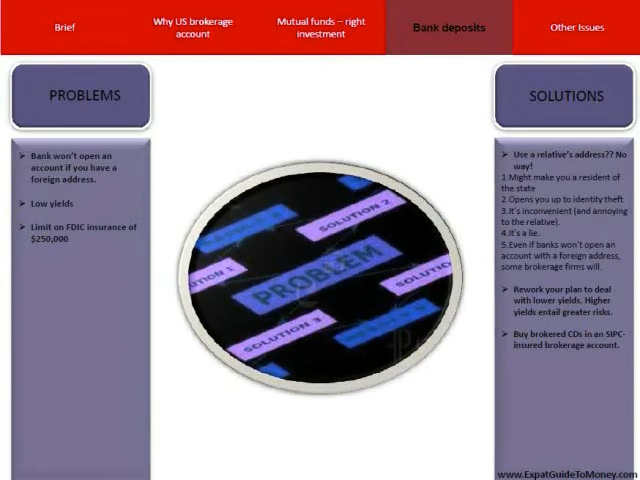 Brief
Why US brokerage
account
Mutual funds – right
investment
Bank deposits
Other Issues
PROBLEMS
➢ Bank won't open an
account if you have a
foreign address.
➢ Low yields
➢ Limit on FDIC insurance of
$250,000
SOLUTION 2
PROBLEM
UTION 1
SOLUTIO
SOLUTION 3
SOLUTIONS
➢ Use a relative's address?? No
way!
1.Might make you a resident of
the state
2.Opens you up to identity theft
3.It's inconvenient (and annoying
to the relative).
4.It's a lie.
5.Even if banks won't open an
account with a foreign address,
some brokerage firms will.
➢ Rework your plan to deal
with lower yields. Higher
yields entail greater risks.
➢ Buy brokered CDs in an SIPC-
insured brokerage account.
www.ExpatGuideToMoney.com